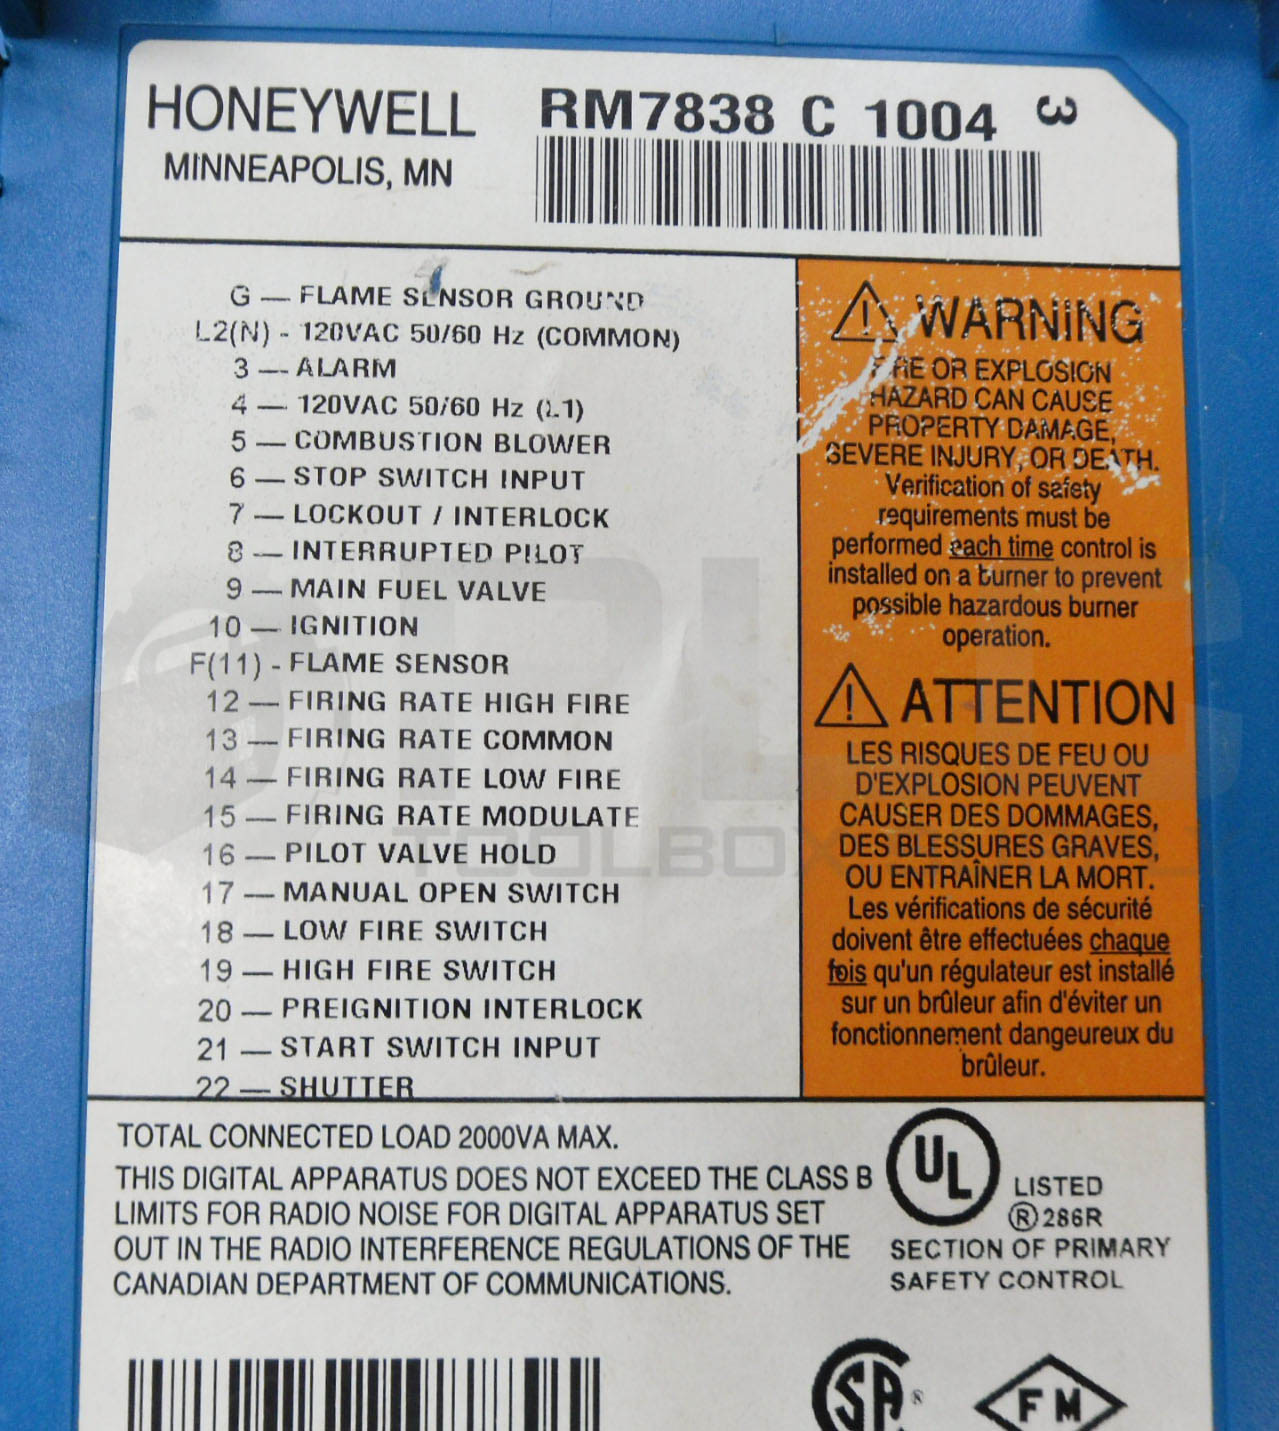 HONEYWELL
MINNEAPOLIS, MN
RM7838 C 1004 3
G — FLAME SENSOR GROUND
L2(N) - 120VAC 50/60 Hz (COMMON)
3 — ALARM
4 — 120VAC 50/60 Hz (L1)
5 — COMBUSTION BLOWER
6 — STOP SWITCH INPUT
7 — LOCKOUT / INTERLOCK
8 — INTERRUPTED PILOT
9 — MAIN FUEL VALVE
10 — IGNITION
F(11) - FLAME SENSOR
12 — FIRING RATE HIGH FIRE
13 — FIRING RATE COMMON
14 — FIRING RATE LOW FIRE
15 — FIRING RATE MODULATE
16 — PILOT VALVE HOLD
17 — MANUAL OPEN SWITCH
18 — LOW FIRE SWITCH
19 — HIGH FIRE SWITCH
20 — PREIGNITION INTERLOCK
21 — START SWITCH INPUT
22 — SHUTTER
WARNING
FIRE OR EXPLOSION
HAZARD CAN CAUSE
PROPERTY DAMAGE,
SEVERE INJURY, OR DEATH.
Verification of safety
requirements must be
performed each time control is
installed on a burner to prevent
possible hazardous burner
operation.
ATTENTION
LES RISQUES DE FEU OU
D'EXPLOSION PEUVENT
CAUSER DES DOMMAGES,
DES BLESSURES GRAVES,
OU ENTRAÎNER LA MORT.
Les vérifications de sécurité
doivent être effectuées chaque
fois qu'un régulateur est installé
sur un brûleur afin d'éviter un
fonctionnement dangeureux du
brûleur.
PLC
TOOLBOX
TOTAL CONNECTED LOAD 2000VA MAX.
THIS DIGITAL APPARATUS DOES NOT EXCEED THE CLASS B
LIMITS FOR RADIO NOISE FOR DIGITAL APPARATUS SET
OUT IN THE RADIO INTERFERENCE REGULATIONS OF THE
CANADIAN DEPARTMENT OF COMMUNICATIONS.
UL
LISTED
® 286R
SECTION OF PRIMARY
SAFETY CONTROL
SA ®
FM